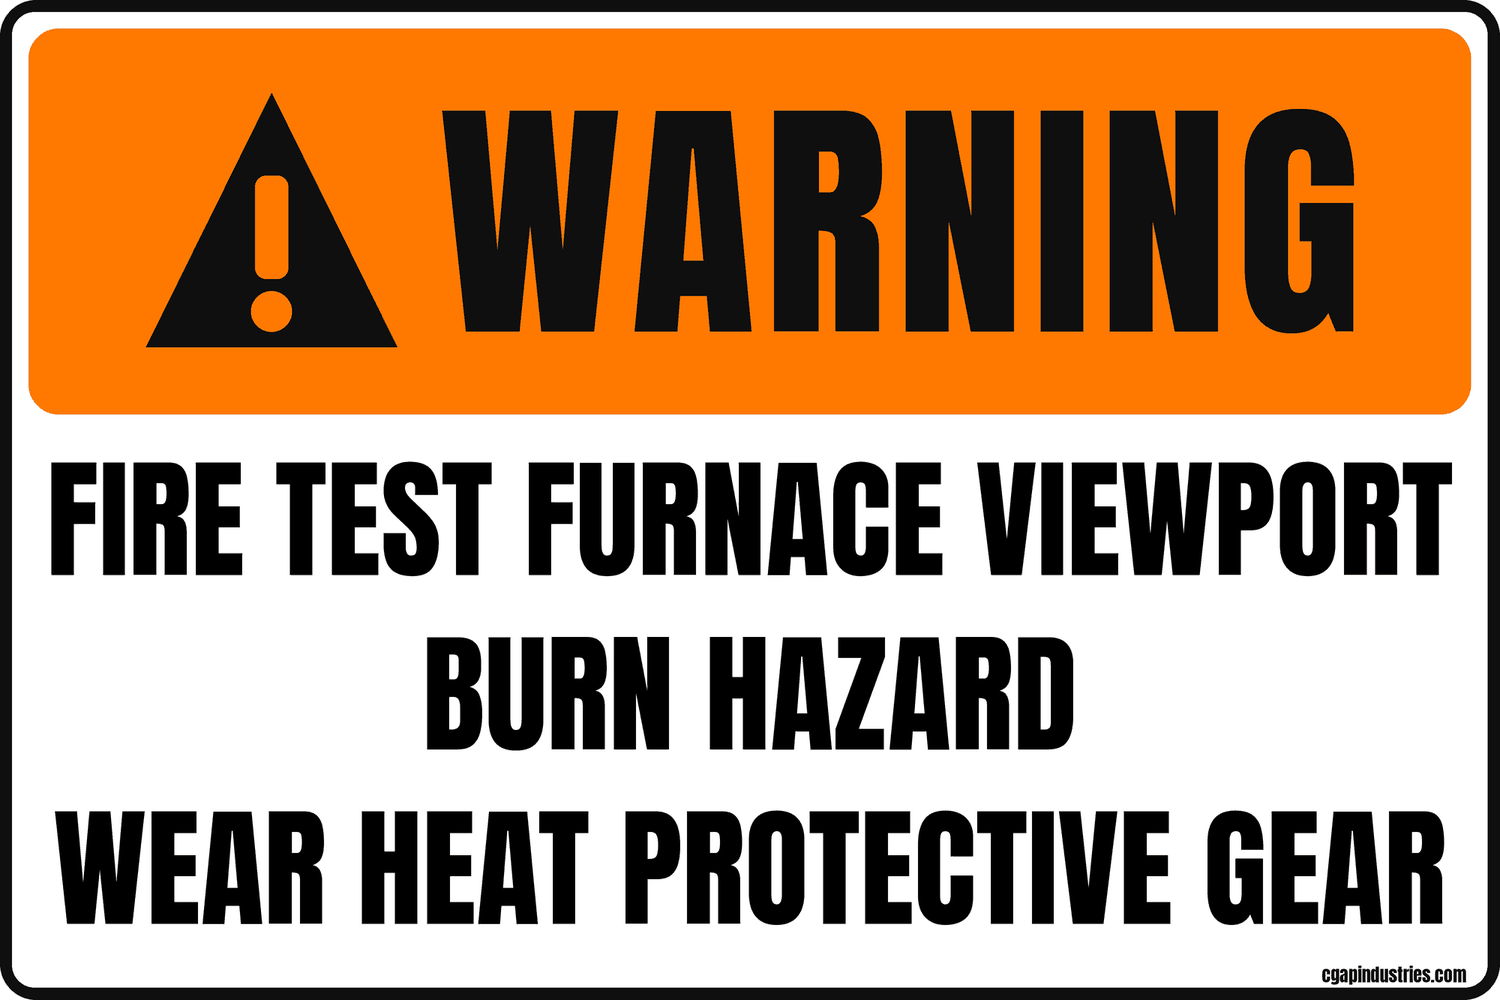 WARNING
FIRE TEST FURNACE VIEWPORT
BURN HAZARD
WEAR HEAT PROTECTIVE GEAR
cgapindustries.com